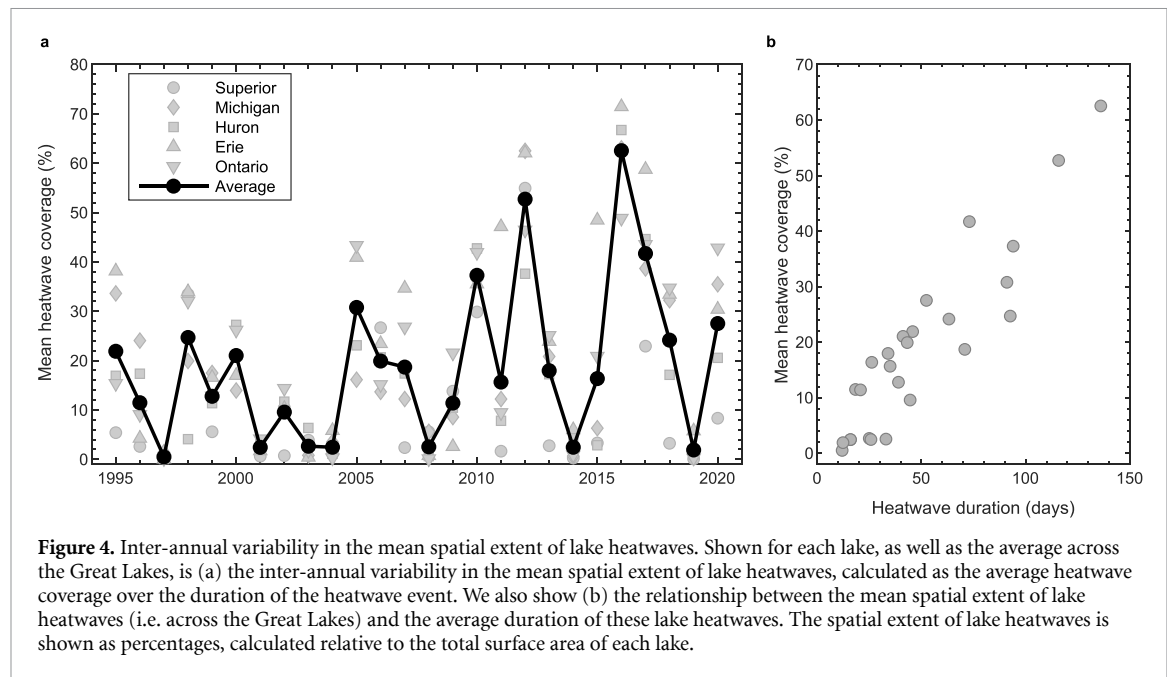 a
80
70
60
50
40
30
20
10
0
Mean heatwave coverage (%)
Superior
Michigan
Huron
Erie
Ontario
Average
1995
2000
2005
2010
2015
2020
b
70
60
50
40
30
20
10
0
Mean heatwave coverage (%)
0
50
100
150
Heatwave duration (days)
Figure 4. Inter-annual variability in the mean spatial extent of lake heatwaves. Shown for each lake, as well as the average across
the Great Lakes, is (a) the inter-annual variability in the mean spatial extent of lake heatwaves, calculated as the average heatwave
coverage over the duration of the heatwave event. We also show (b) the relationship between the mean spatial extent of lake
heatwaves (i.e. across the Great Lakes) and the average duration of these lake heatwaves. The spatial extent of lake heatwaves is
shown as percentages, calculated relative to the total surface area of each lake.